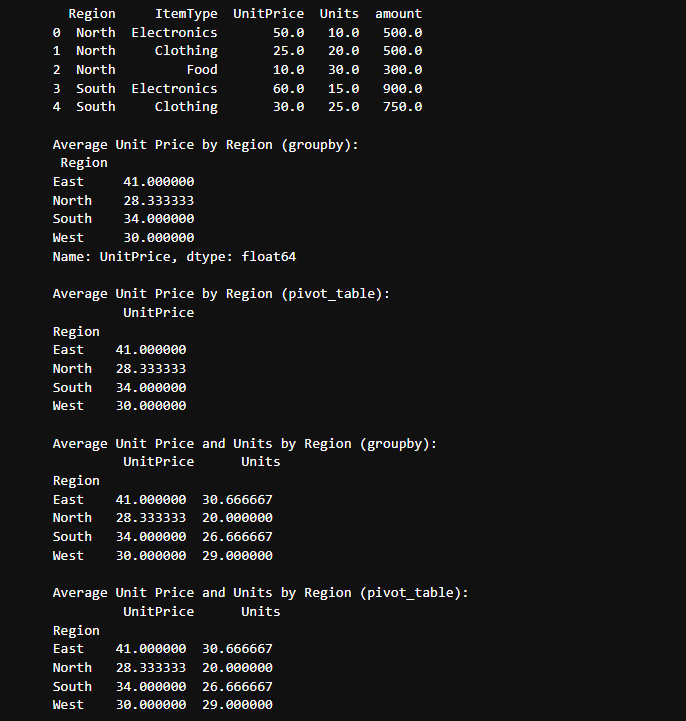 Region     ItemType  UnitPrice  Units  amount
0  North  Electronics       50.0   10.0   500.0
1  North     Clothing       25.0   20.0   500.0
2  North         Food       10.0   30.0   300.0
3  South  Electronics       60.0   15.0   900.0
4  South     Clothing       30.0   25.0   750.0
Average Unit Price by Region (groupby):
 Region
East     41.000000
North    28.333333
South    34.000000
West     30.000000
Name: UnitPrice, dtype: float64
Average Unit Price by Region (pivot_table):
         UnitPrice
Region
East    41.000000
North   28.333333
South   34.000000
West    30.000000
Average Unit Price and Units by Region (groupby):
         UnitPrice      Units
Region
East    41.000000  30.666667
North   28.333333  20.000000
South   34.000000  26.666667
West    30.000000  29.000000
Average Unit Price and Units by Region (pivot_table):
         UnitPrice      Units
Region
East    41.000000  30.666667
North   28.333333  20.000000
South   34.000000  26.666667
West    30.000000  29.000000